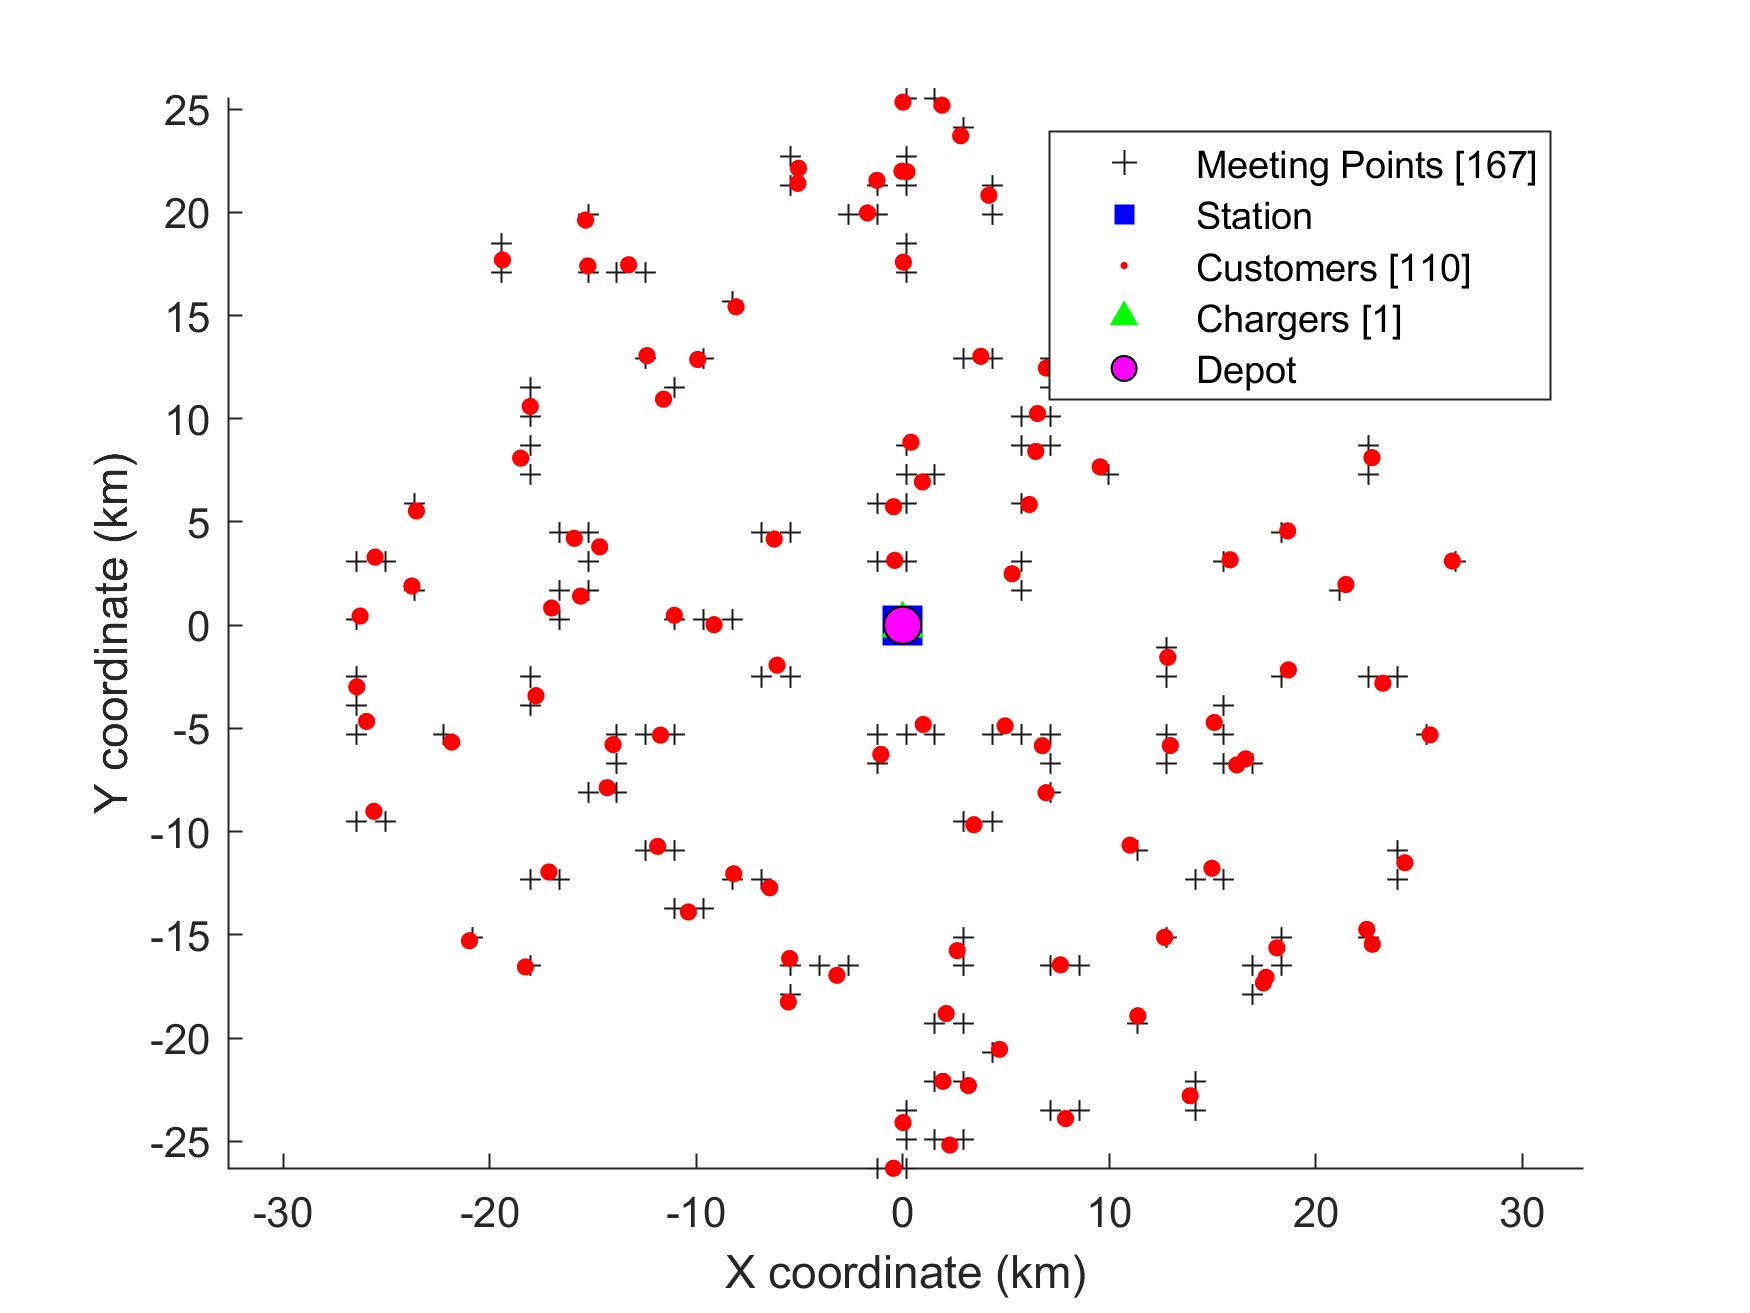 25
20
15
10
5
0
-5
-10
-15
-20
-25
Y coordinate (km)
Meeting Points [167]
Station
Customers [110]
Chargers [1]
Depot
-30 -20 -10 0 10 20 30
X coordinate (km)